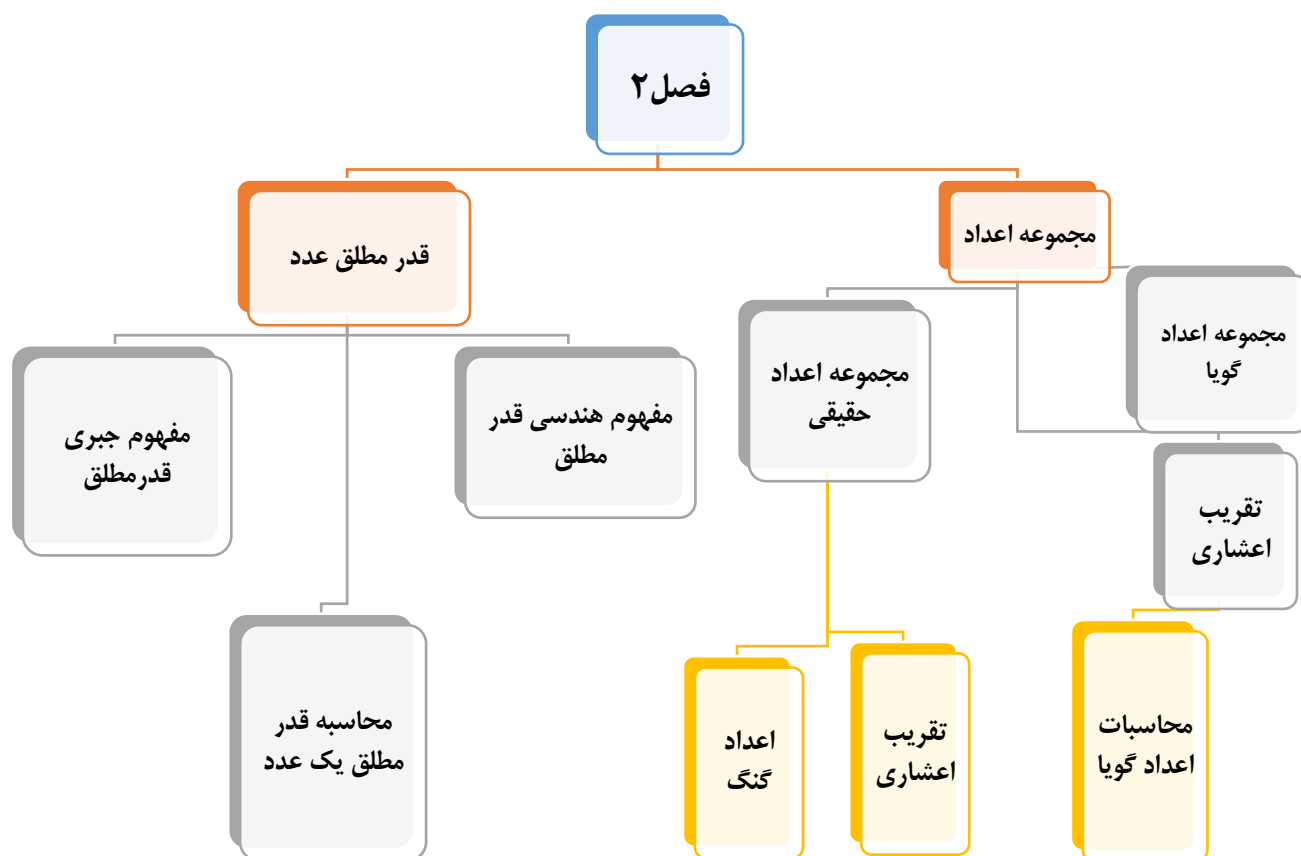 فصل۲
مجموعه اعداد
قدر مطلق عدد
مجموعه اعداد
گویا
مجموعه اعداد
حقیقی
مفهوم هندسی قدر
مطلق
مفهوم جبری
قدرمطلق
تقریب
اعشاری
محاسبات
اعداد گویا
تقریب
اعشاری
اعداد
گنگ
محاسبه قدر
مطلق یک عدد